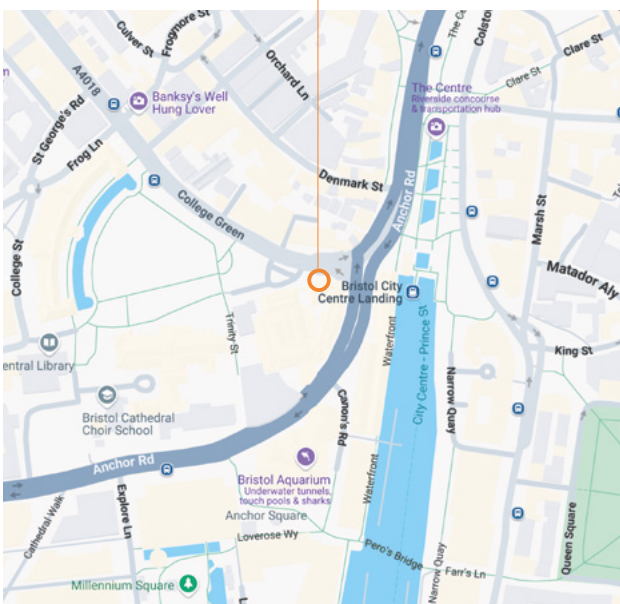 Culver St
Frogmore St
A4018
Orchard Ln
The Ce
Colston
Clare St
Clare St
Banksy's Well
Hung Lover
The Centre
Riverside concourse
& transportation hub
St George's Rd
Frog Ln
Denmark St
College Green
Anchor Rd
Marsh St
College St
Matador Aly
Bristol City
Centre Landing
Trinity St
Waterfront
City Centre - Prince St
King St
entral Library
Narrow Quay
Bristol Cathedral
Choir School
Canon's Rd
Anchor Rd
Bristol Aquarium
Underwater tunnels,
touch pools & sharks
Waterfront
Anchor Square
Explore Ln
Cathedral Walk
Loverose Wy
Queen Square
Pero's Bridge
Narrow Quay
Farr's Ln
Millennium Square